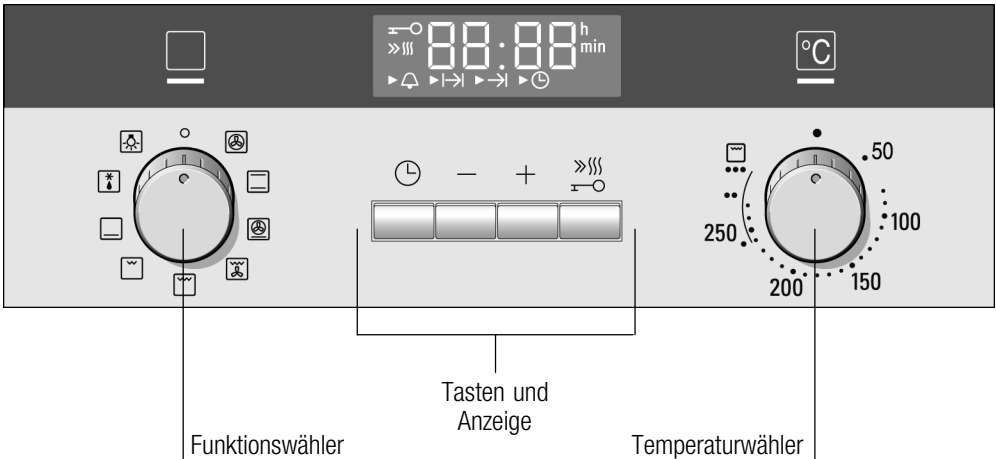 88:88 h
min
°C
− +
50
100
150
200
250
Tasten und
Anzeige
Funktionswähler
Temperaturwähler